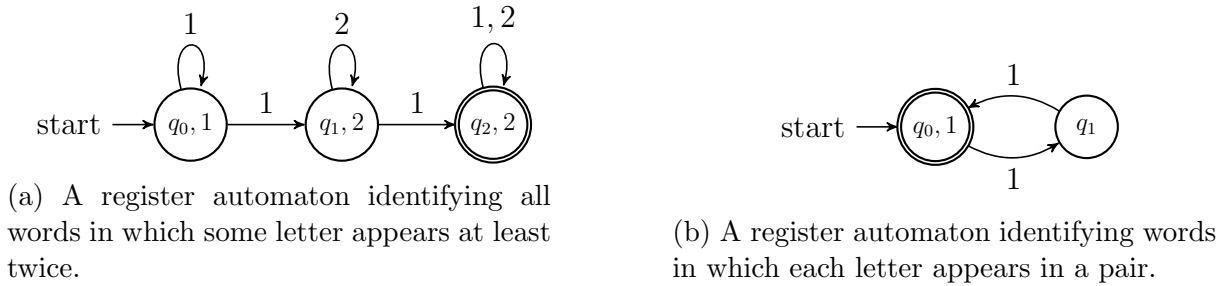 1
2
1, 2
start
q0, 1
1
q1, 2
1
q2, 2
(a) A register automaton identifying all
words in which some letter appears at least
twice.
1
start
q0, 1
q1
1
(b) A register automaton identifying words
in which each letter appears in a pair.